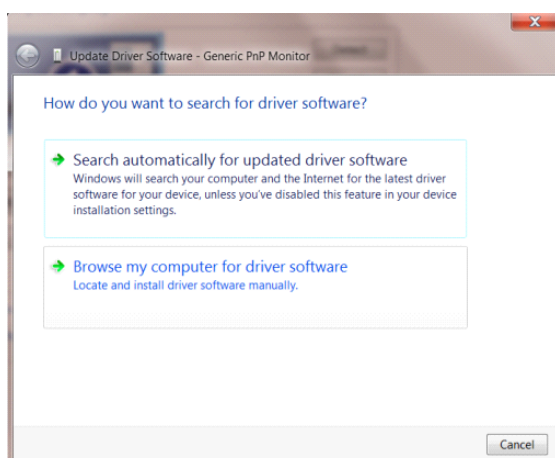 Update Driver Software - Generic PnP Monitor
How do you want to search for driver software?
Search automatically for updated driver software
Windows will search your computer and the Internet for the latest driver
software for your device, unless you've disabled this feature in your device
installation settings.
Browse my computer for driver software
Locate and install driver software manually.
Cancel